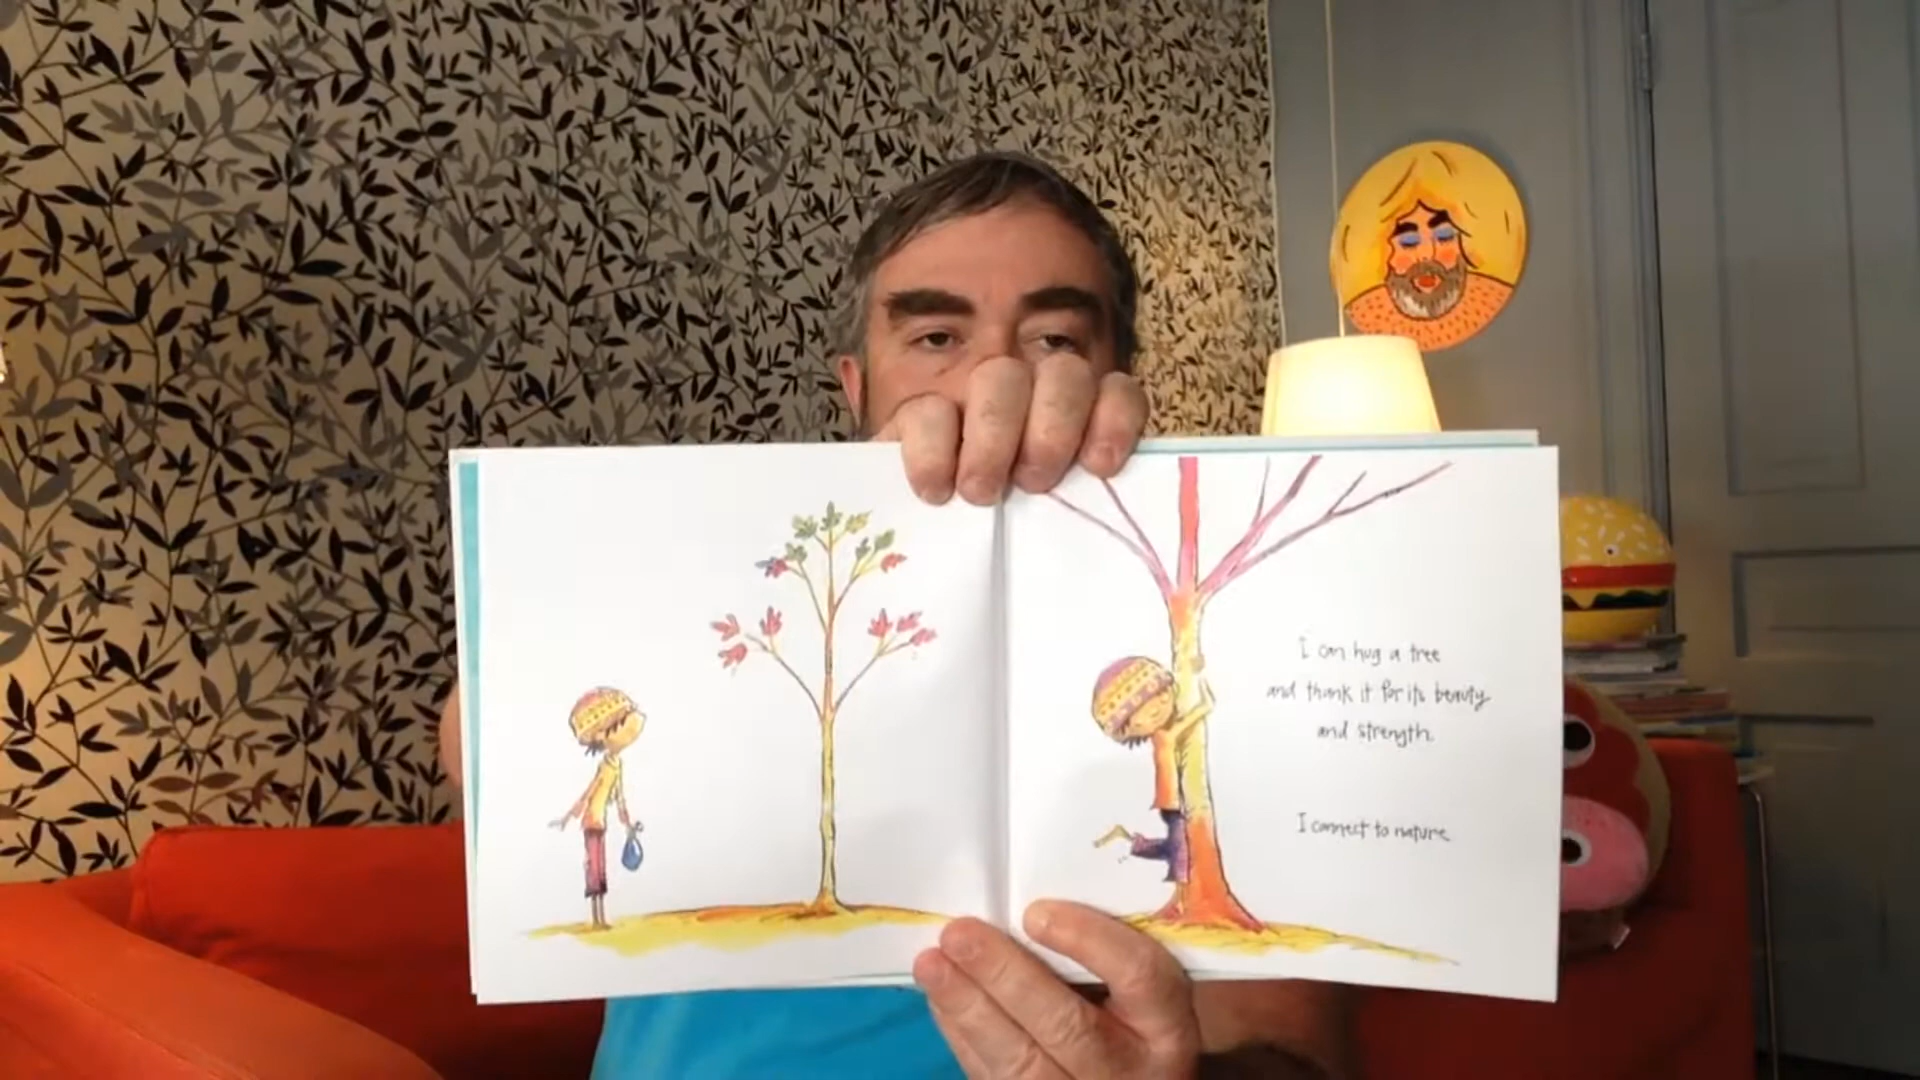 I can hug a tree
and thank it for its beauty
and strength.
I connect to nature.